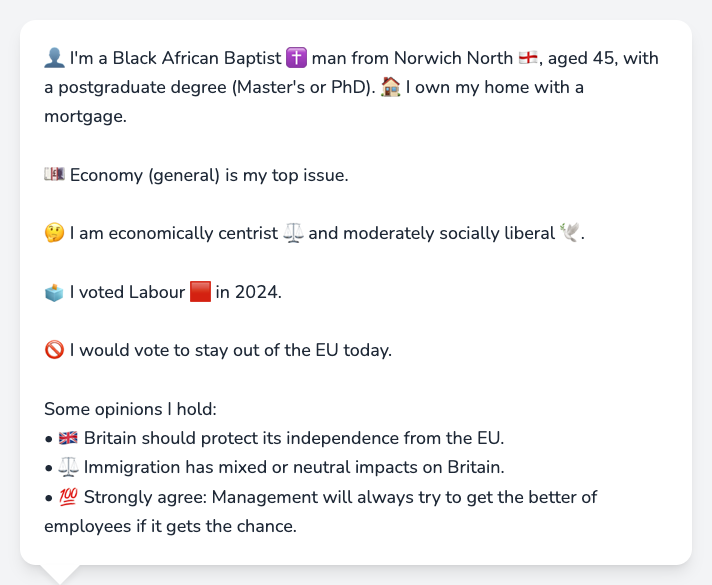 👤 I'm a Black African Baptist ✝️ man from Norwich North 🏴󠁧󠁢󠁥󠁮󠁧󠁿, aged 45, with
a postgraduate degree (Master's or PhD). 🏠 I own my home with a
mortgage.
💷 Economy (general) is my top issue.
🤔 I am economically centrist ⚖️ and moderately socially liberal 🕊️.
🗳️ I voted Labour 🟥 in 2024.
🚫 I would vote to stay out of the EU today.
Some opinions I hold:
• 🇬🇧 Britain should protect its independence from the EU.
• ⚖️ Immigration has mixed or neutral impacts on Britain.
• 💯 Strongly agree: Management will always try to get the better of
employees if it gets the chance.